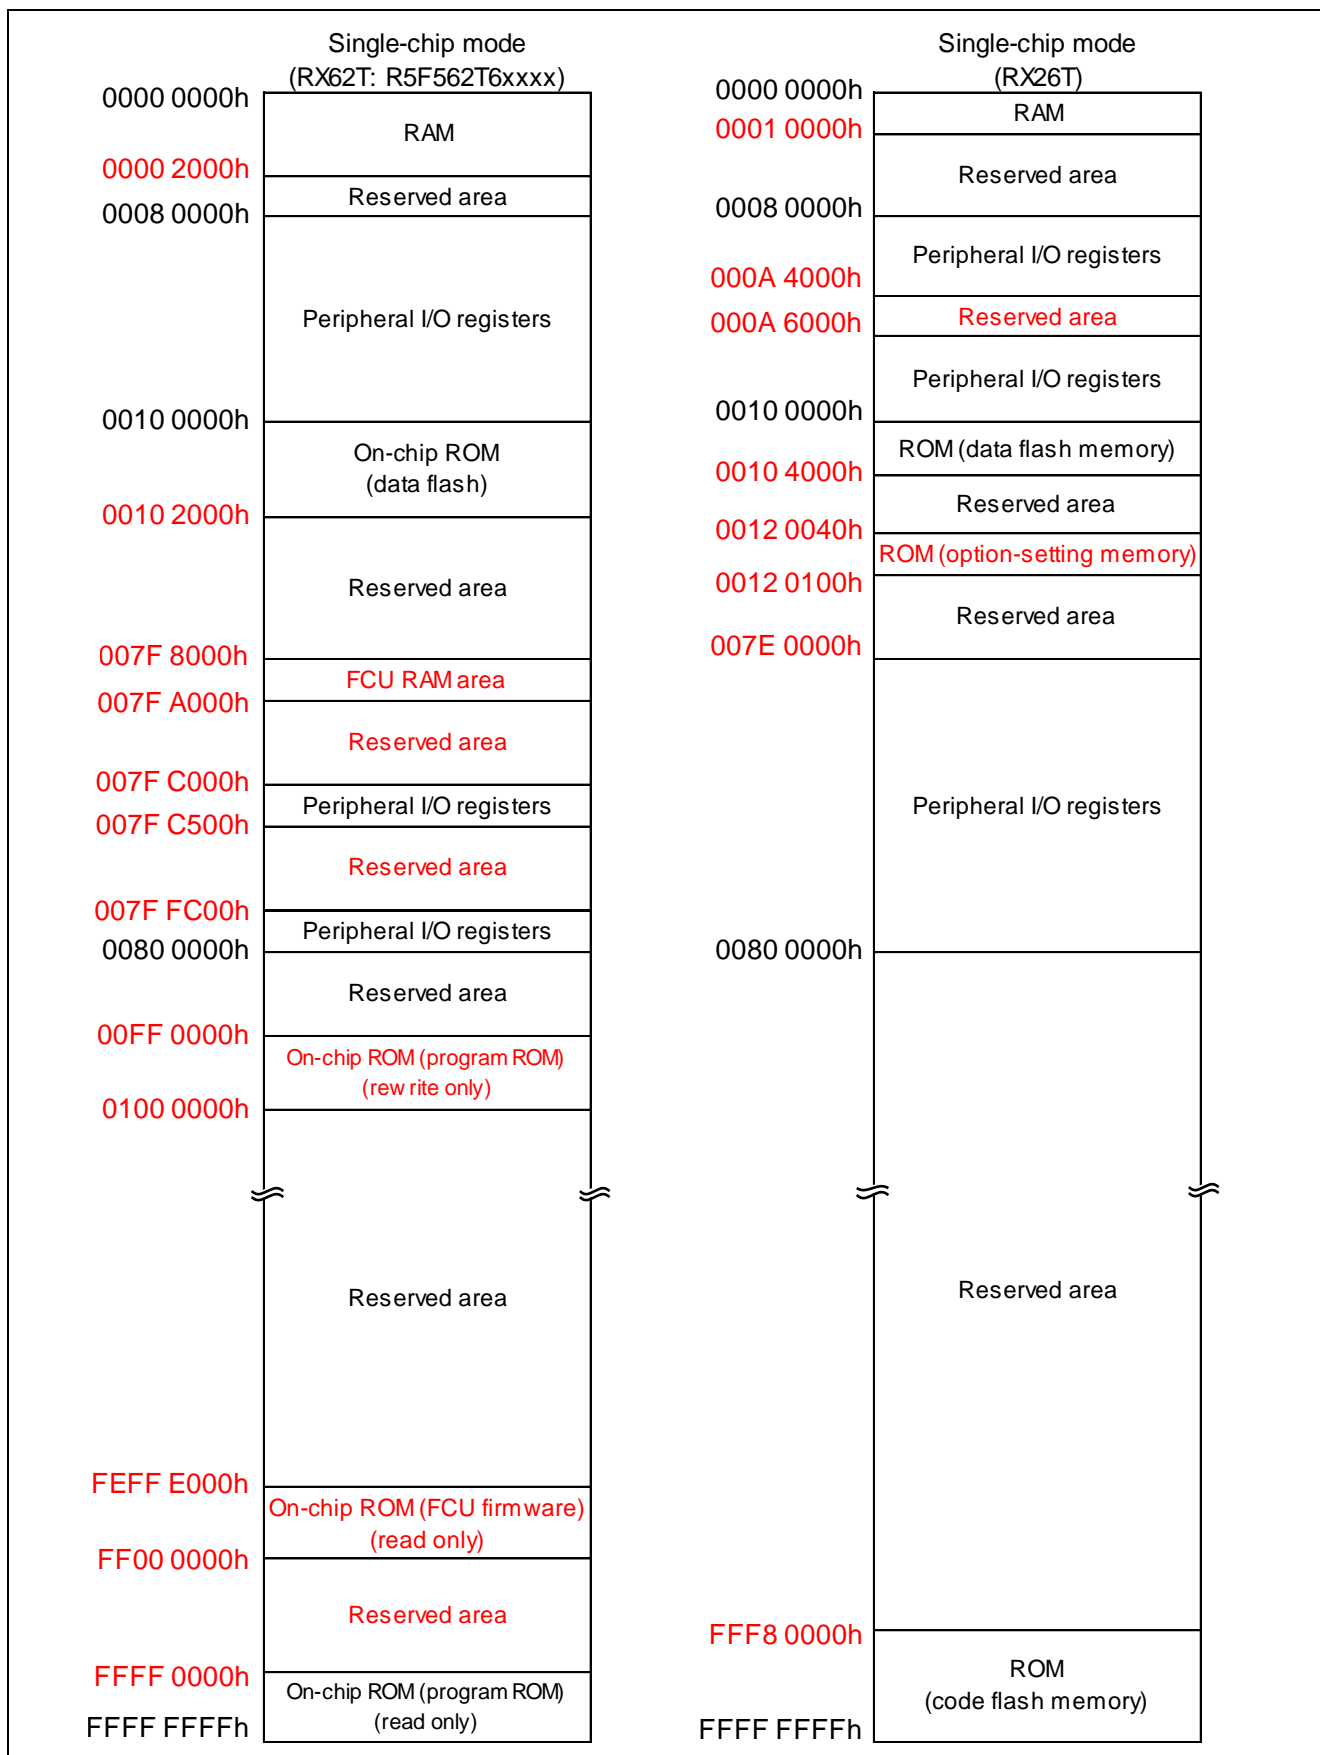 Single-chip mode
(RX62T: R5F562T6xxxx)
0000 0000h
RAM
0000 2000h
Reserved area
0008 0000h
Peripheral I/O registers
0010 0000h
On-chip ROM
(data flash)
0010 2000h
Reserved area
007F 8000h
FCU RAM area
007F A000h
Reserved area
007F C000h
Peripheral I/O registers
007F C500h
Reserved area
007F FC00h
Peripheral I/O registers
0080 0000h
Reserved area
00FF 0000h
On-chip ROM (program ROM)
(rewrite only)
0100 0000h
Reserved area
FEFF E000h
On-chip ROM (FCU firmware)
(read only)
FF00 0000h
Reserved area
FFFF 0000h
On-chip ROM (program ROM)
(read only)
FFFF FFFFh
Single-chip mode
(RX26T)
0000 0000h
RAM
0001 0000h
Reserved area
0008 0000h
Peripheral I/O registers
000A 4000h
Reserved area
000A 6000h
Peripheral I/O registers
0010 0000h
ROM (data flash memory)
0010 4000h
Reserved area
0012 0040h
ROM (option-setting memory)
0012 0100h
Reserved area
007E 0000h
Peripheral I/O registers
0080 0000h
Reserved area
FFF8 0000h
ROM
(code flash memory)
FFFF FFFFh